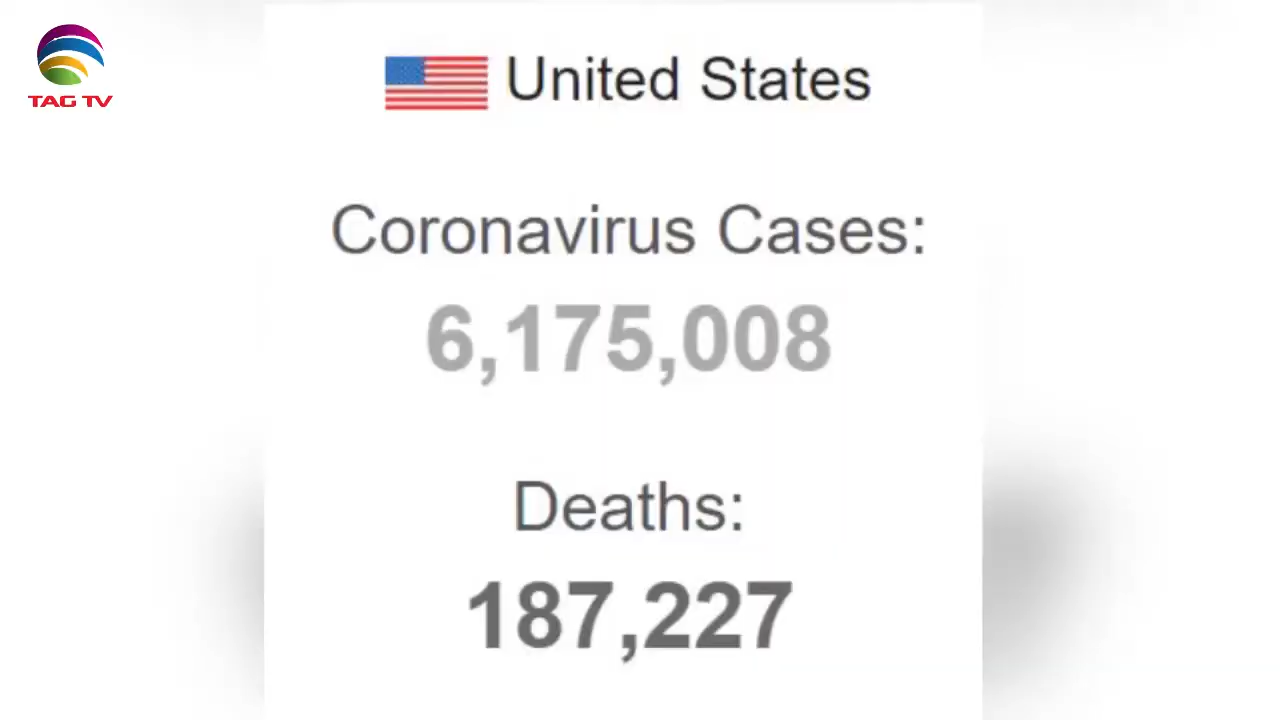 TAG TV
United States
Coronavirus Cases:
6,175,008
Deaths:
187,227